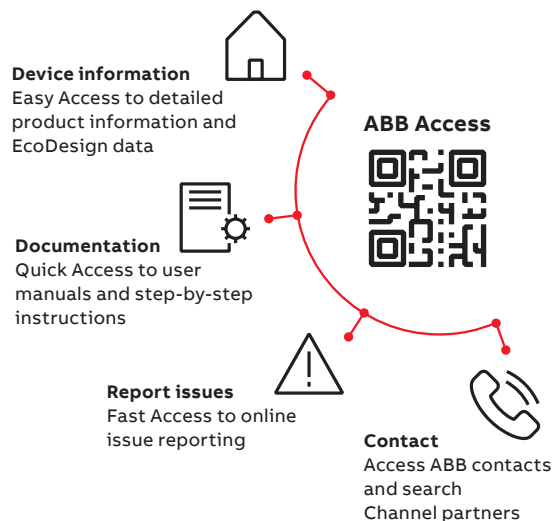 Device information
Easy Access to detailed
product information and
EcoDesign data
ABB Access
Documentation
Quick Access to user
manuals and step-by-step
instructions
Report issues
Fast Access to online
issue reporting
Contact
Access ABB contacts
and search
Channel partners